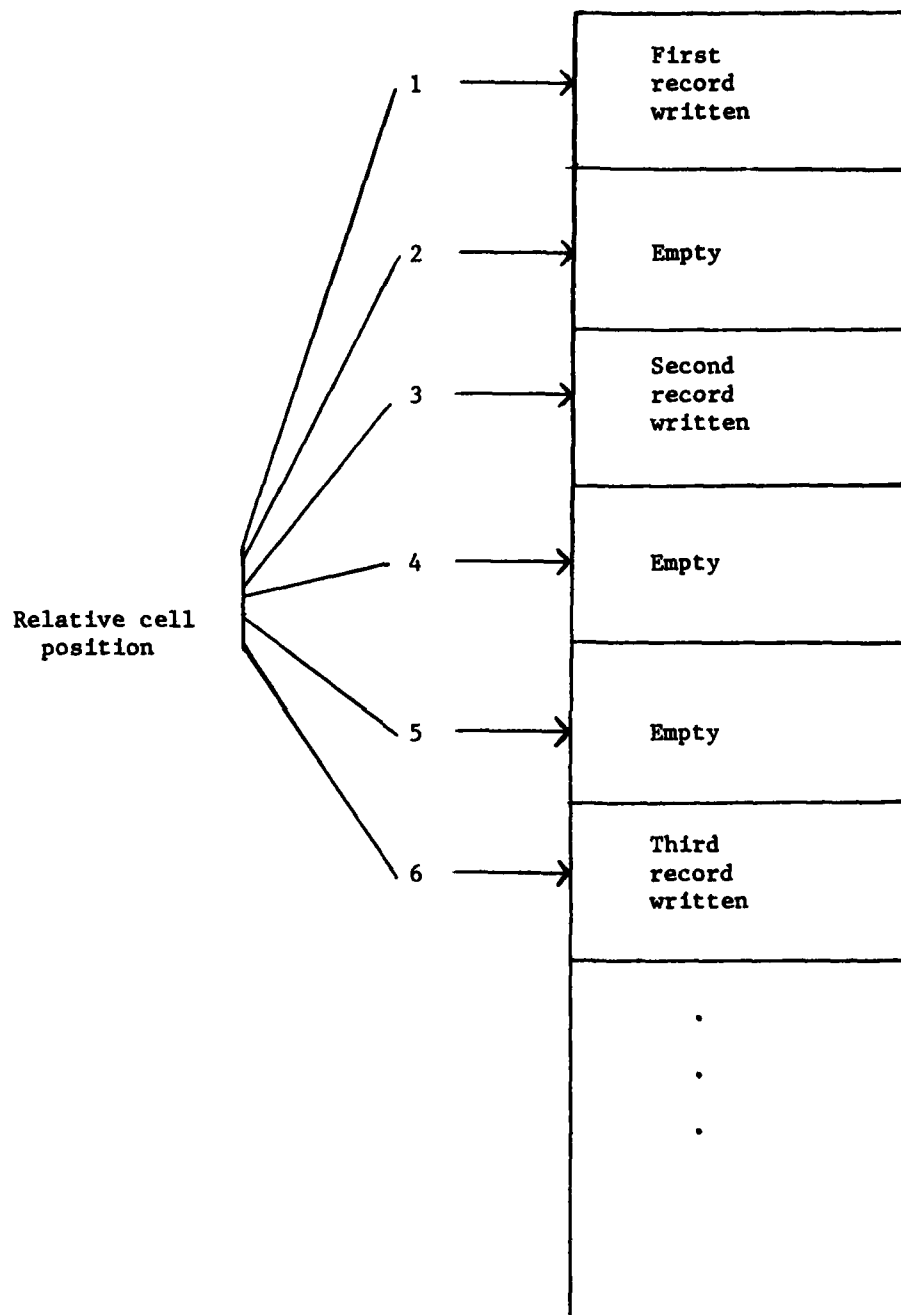 1
First
record
written
2
Empty
3
Second
record
written
4
Empty
Relative cell
position
5
Empty
6
Third
record
written
.
.
.